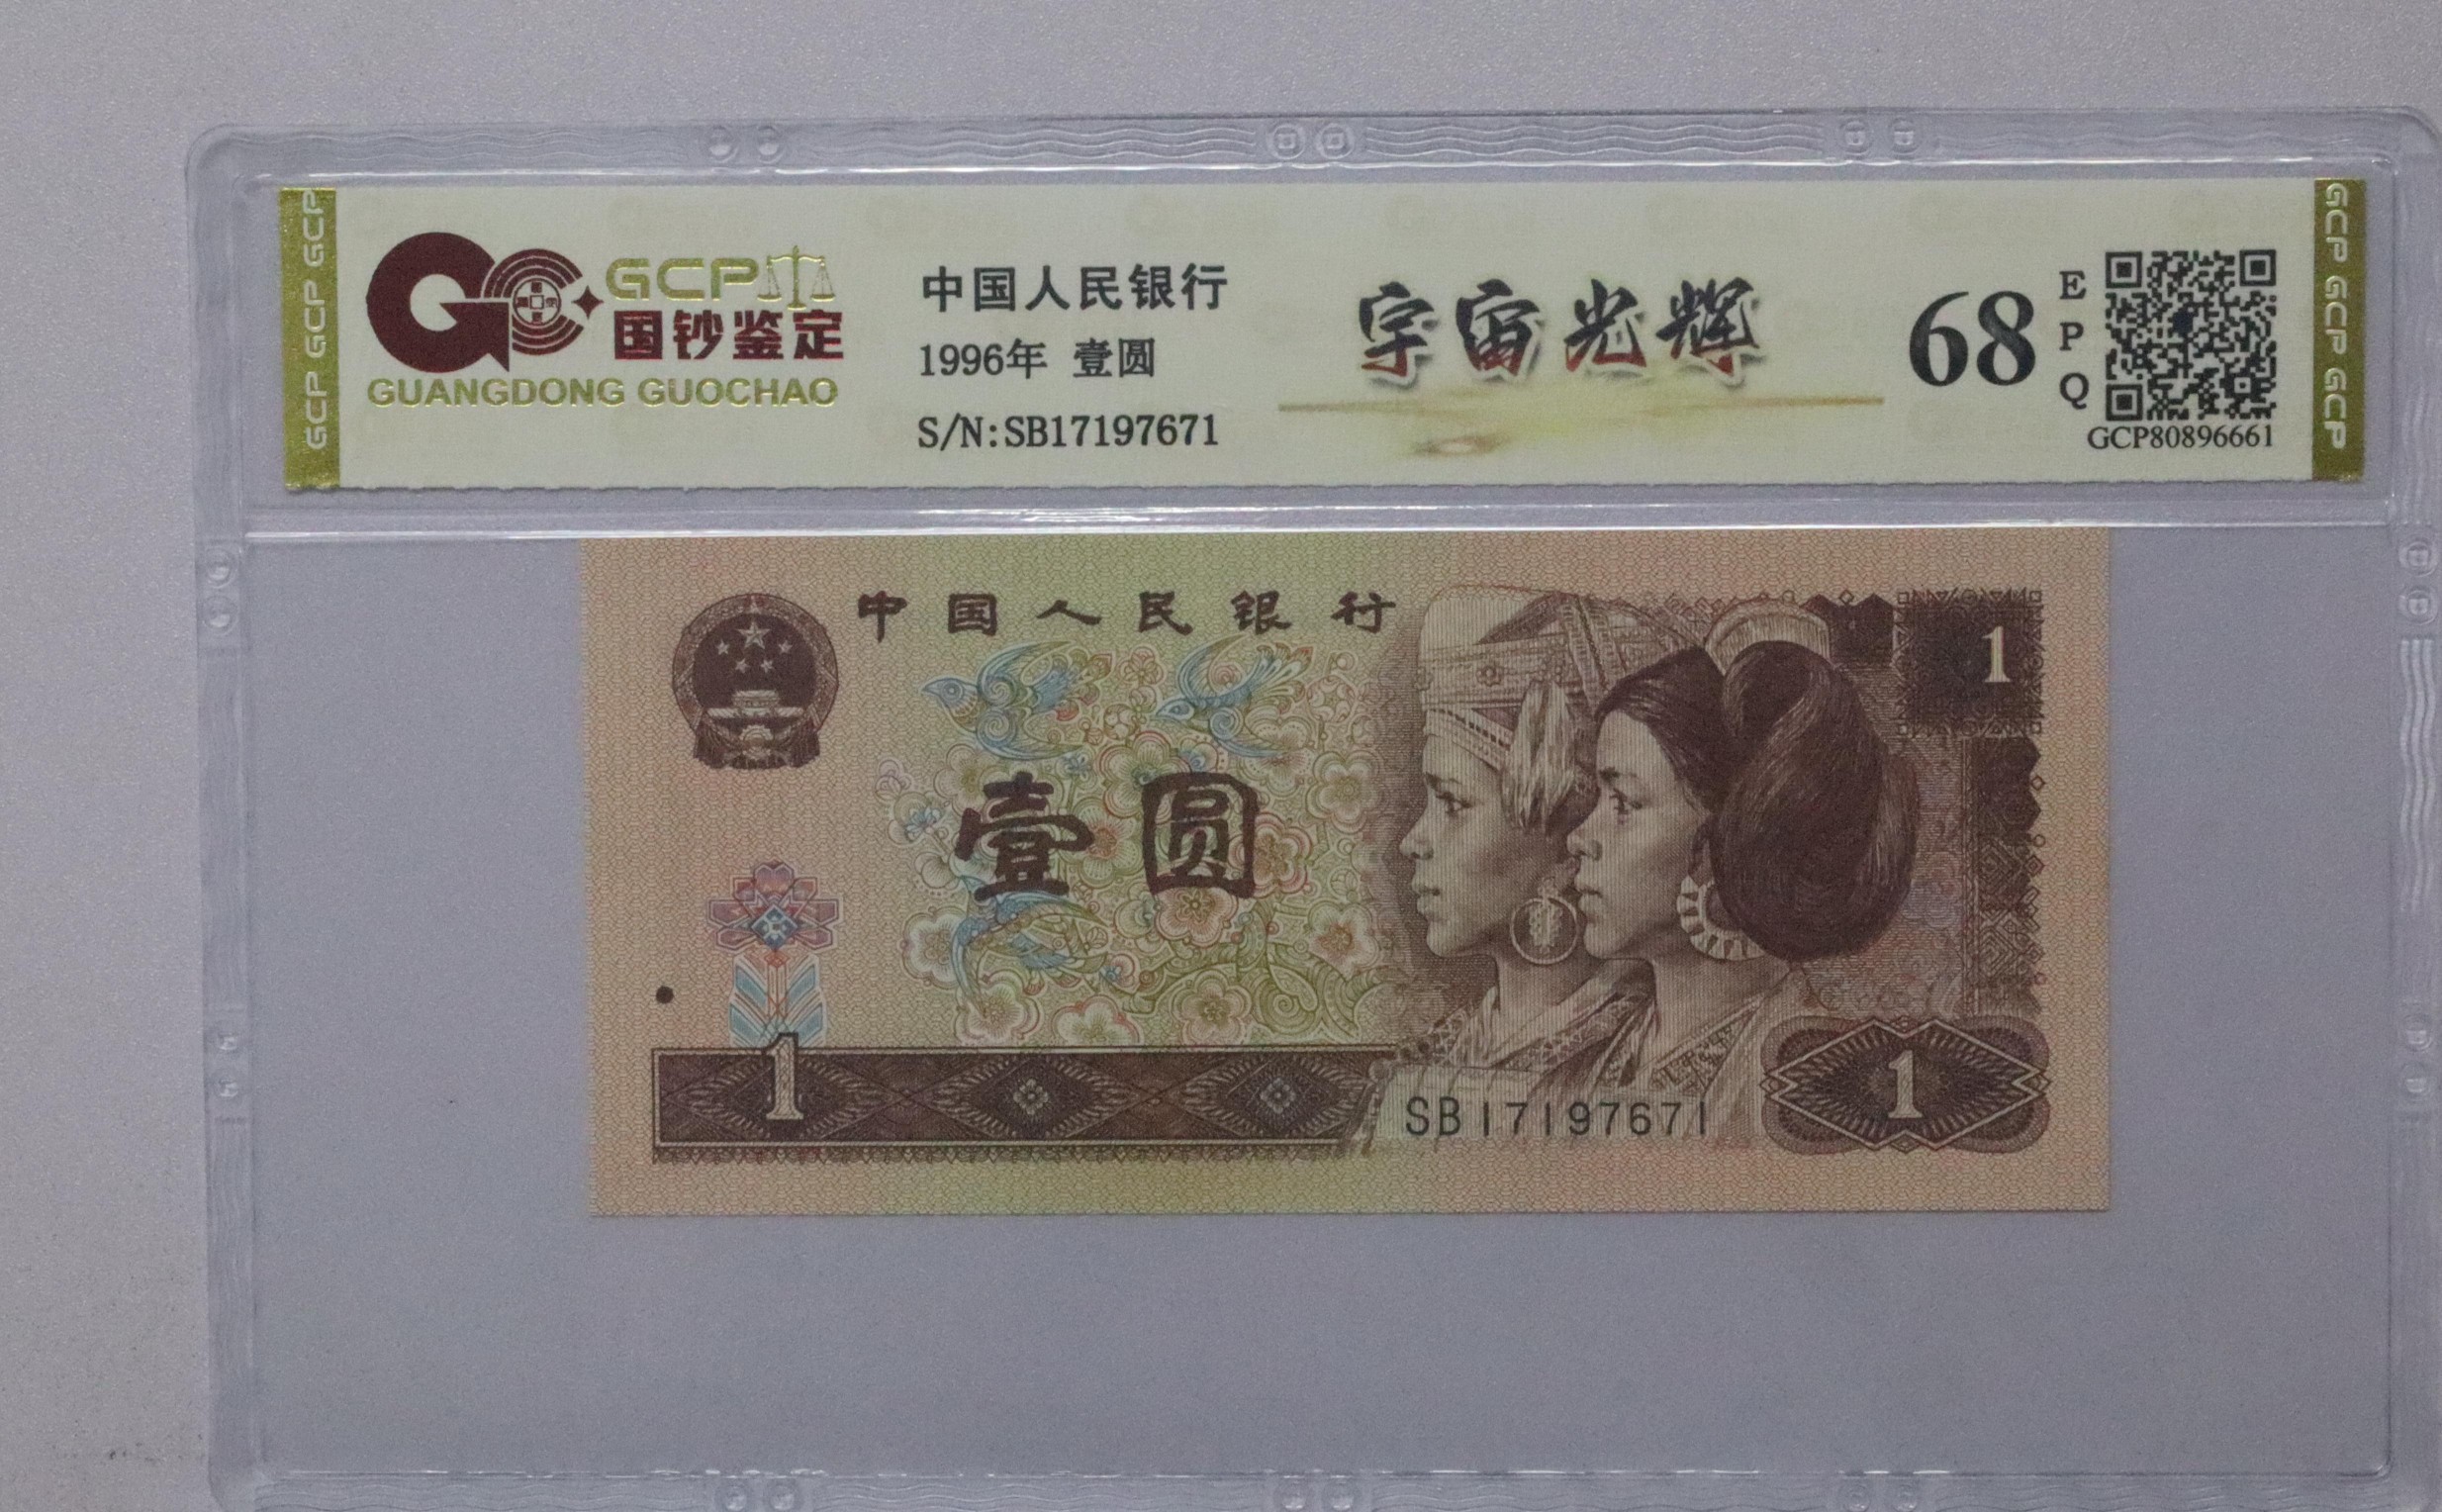 GCP GCP GCP
GCP
国钞鉴定
GUANGDONG GUOCHAO
中国人民银行
1996年 壹圆
S/N:SB17197671
宇宙光辉
68
EPQ
GCP80896661
GCP GCP GCP
中国人民银行
1
壹圆
1
SB17197671
1